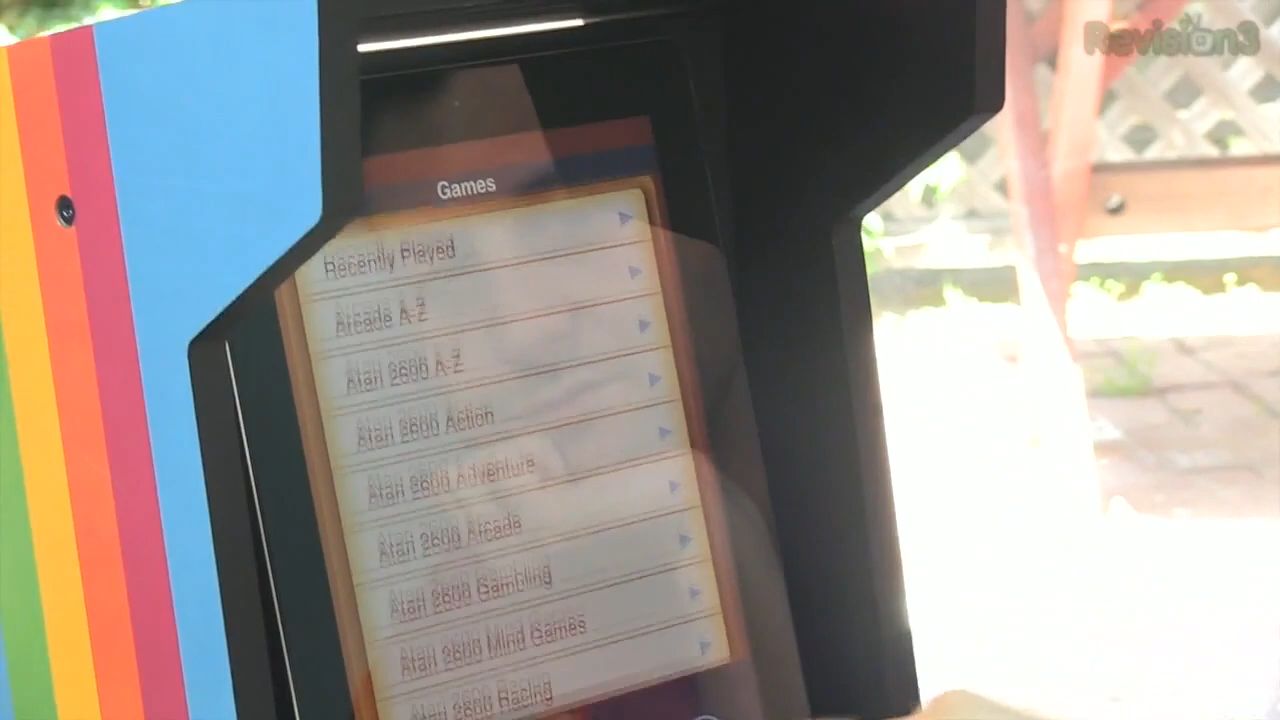 Revision3
Games
Recently Played
Arcade A-Z
Atari 2600 A-Z
Atari 2600 Action
Atari 2600 Adventure
Atari 2600 Arcade
Atari 2600 Gambling
Atari 2600 Mind Games
Atari 2600 Racing